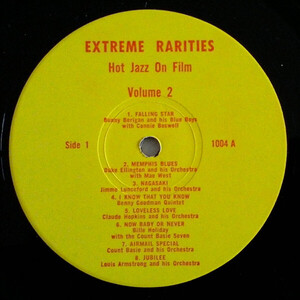 EXTREME RARITIES
Hot Jazz On Film
Volume 2
Side 1
1004 A
1. FALLING STAR
Bunny Berigan and his Blue Boys
with Connie Boswell
2. MEMPHIS BLUES
Duke Ellington and his Orchestra
with Mae West
3. NAGASAKI
Jimmie Lunceford and his Orchestra
4. I KNOW THAT YOU KNOW
Benny Goodman Quintet
5. LOVELESS LOVE
Claude Hopkins and his Orchestra
6. NOW BABY OR NEVER
Billie Holiday
with the Count Basie Seven
7. AIRMAIL SPECIAL
Count Basie and his Orchestra
8. JUBILEE
Louis Armstrong and his Orchestra